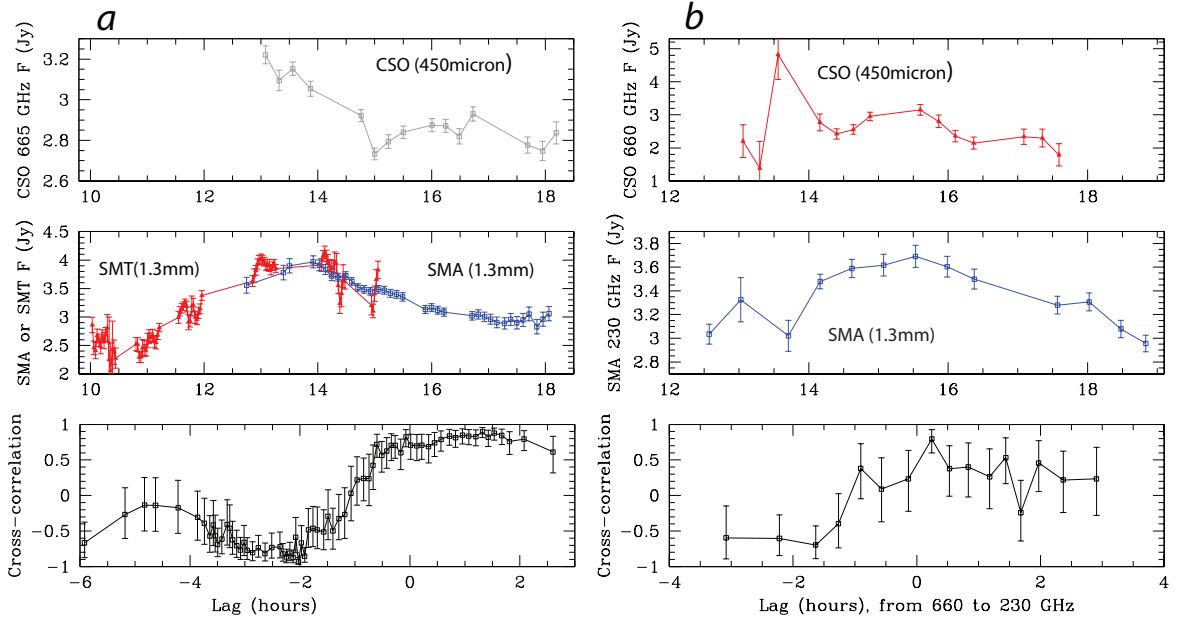 a
b
CSO 665 GHz F (Jy)
3.2
3
2.8
2.6
CSO (450micron)
10 12 14 16 18
CSO 660 GHz F (Jy)
5
4
3
2
1
CSO (450micron)
12 14 16 18
SMA or SMT F (Jy)
4.5
4
3.5
3
2.5
2
SMT(1.3mm)
SMA (1.3mm)
10 12 14 16 18
SMA 230 GHz F (Jy)
3.8
3.6
3.4
3.2
3
2.8
SMA (1.3mm)
12 14 16 18
Cross-correlation
1
0.5
0
−0.5
−1
−6 −4 −2 0 2
Lag (hours)
Cross-correlation
1
0.5
0
−0.5
−1
−4 −2 0 2 4
Lag (hours), from 660 to 230 GHz